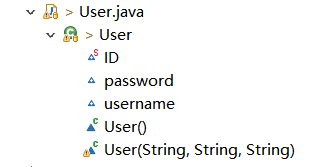 > User.java
> User
ID
password
username
User()
User(String, String, String)